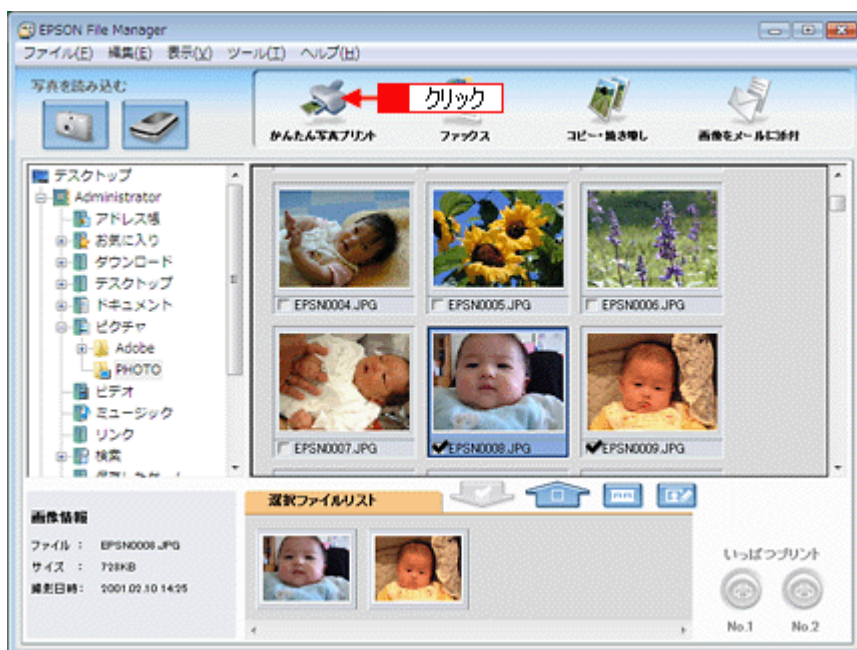 EPSON File Manager
ファイル(F) 編集(E) 表示(V) ツール(T) ヘルプ(H)
写真を読み込む
クリック
かんたん写真プリント ファックス コピー・焼き増し 画像をメールに添付
デスクトップ
Administrator
アドレス帳
お気に入り
ダウンロード
デスクトップ
ドキュメント
ピクチャ
Adobe
PHOTO
ビデオ
ミュージック
リンク
検索
EPSN0004.JPG EPSN0005.JPG EPSN0006.JPG
EPSN0007.JPG EPSN0008.JPG EPSN0009.JPG
選択ファイルリスト
画像情報
ファイル : EPSN0008.JPG
サイズ : 728KB
撮影日時: 2001.02.10 14:25
いっぱつプリント
No.1 No.2